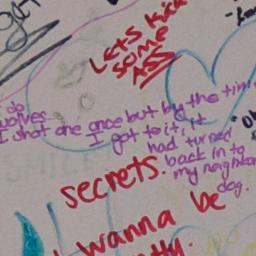 LETS KICK
SOME
ASS
do
wolves
I shot one once but by the time
I got to it, it
had turned
back in to
my neighbors
dog.
secrets.
wanna be